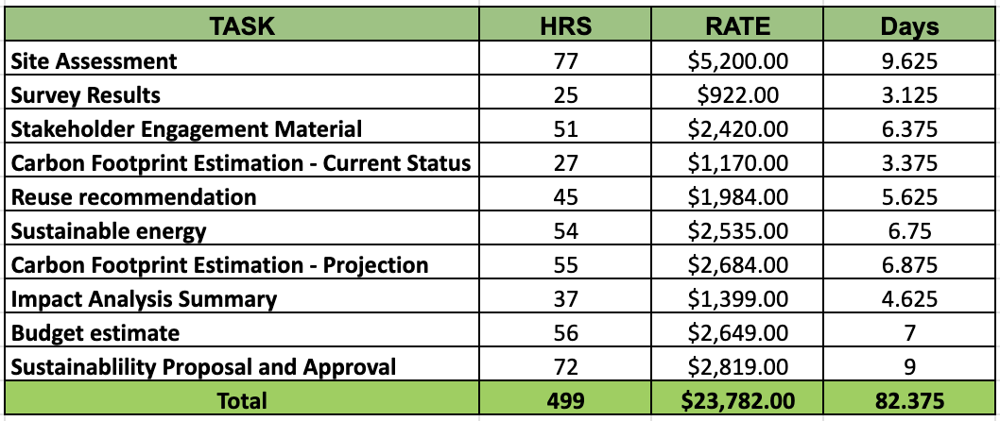 TASK HRS RATE Days
Site Assessment 77 $5,200.00 9.625
Survey Results 25 $922.00 3.125
Stakeholder Engagement Material 51 $2,420.00 6.375
Carbon Footprint Estimation - Current Status 27 $1,170.00 3.375
Reuse recommendation 45 $1,984.00 5.625
Sustainable energy 54 $2,535.00 6.75
Carbon Footprint Estimation - Projection 55 $2,684.00 6.875
Impact Analysis Summary 37 $1,399.00 4.625
Budget estimate 56 $2,649.00 7
Sustainablility Proposal and Approval 72 $2,819.00 9
Total 499 $23,782.00 82.375